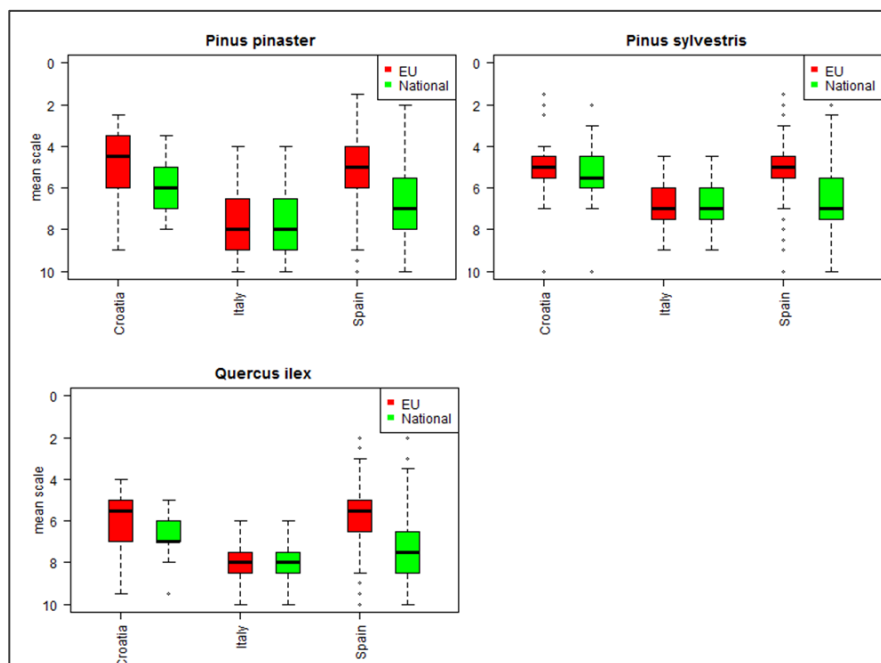 Pinus pinaster
EU
National
mean scale
0
2
4
6
8
10
Croatia
Italy
Spain
Pinus sylvestris
EU
National
mean scale
0
2
4
6
8
10
Croatia
Italy
Spain
Quercus ilex
EU
National
mean scale
0
2
4
6
8
10
Croatia
Italy
Spain